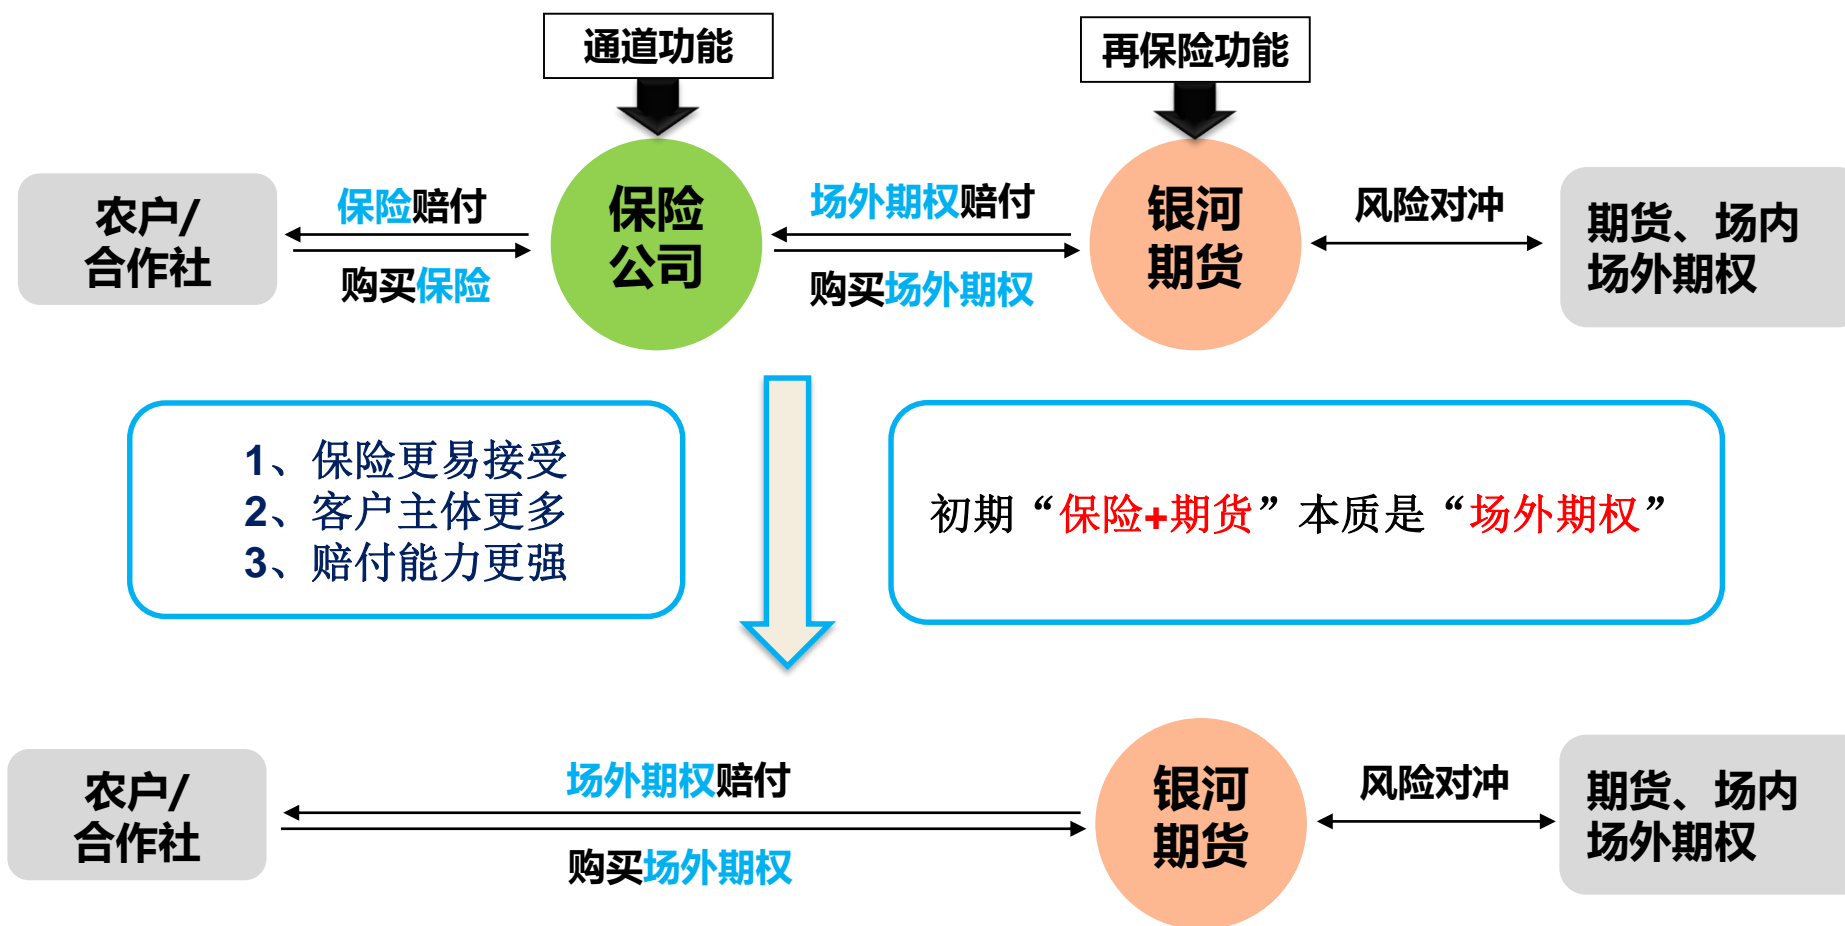 通道功能
再保险功能
农户/
合作社
保险赔付
购买保险
保险
公司
场外期权赔付
购买场外期权
银河
期货
风险对冲
期货、场内
场外期权
1、保险更易接受
2、客户主体更多
3、赔付能力更强
初期“保险+期货”本质是“场外期权”
农户/
合作社
场外期权赔付
购买场外期权
银河
期货
风险对冲
期货、场内
场外期权